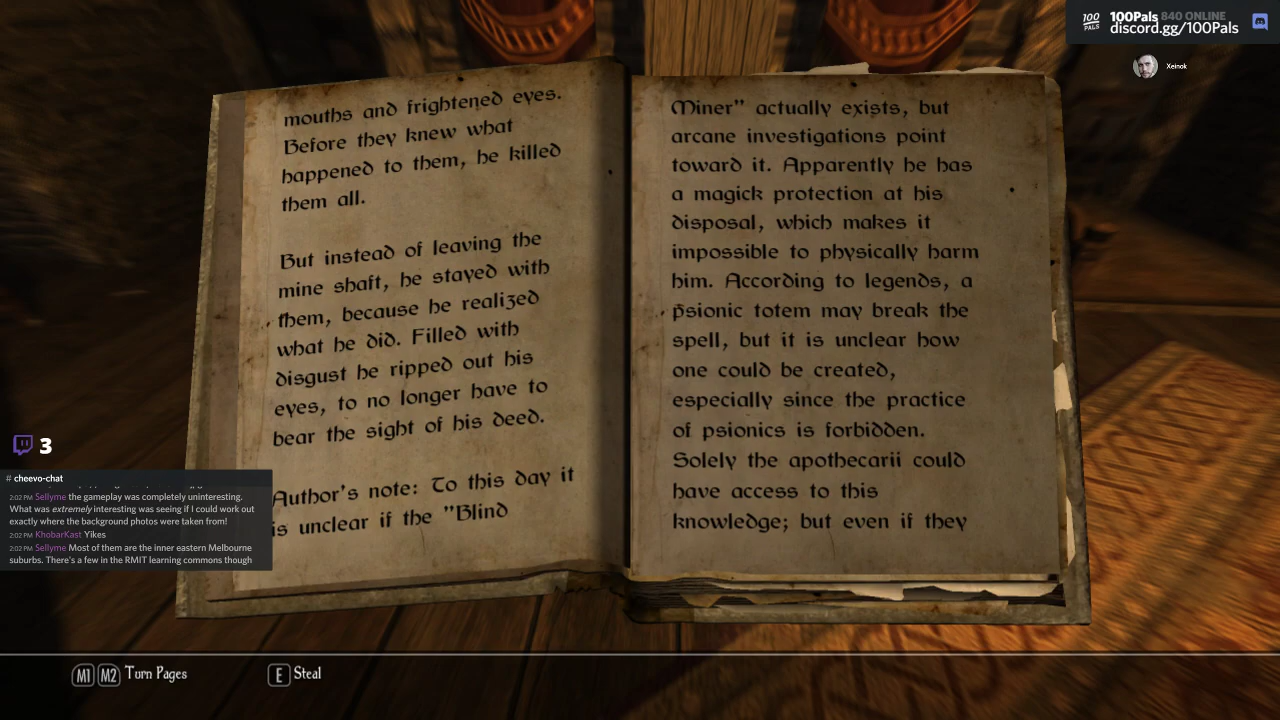 mouths and frightened eyes.
Before they knew what
happened to them, he killed
them all.
But instead of leaving the
mine shaft, he stayed with
them, because he realized
what he did. Filled with
disgust he ripped out his
eyes, to no longer have to
bear the sight of his deed.
Author's note: To this day it
is unclear if the "Blind
Miner" actually exists, but
arcane investigations point
toward it. Apparently he has
a magick protection at his
disposal, which makes it
impossible to physically harm
him. According to legends, a
psionic totem may break the
spell, but it is unclear how
one could be created,
especially since the practice
of psionics is forbidden.
Solely the apothecarii could
have access to this
knowledge; but even if they
100 PALS
100Pals 840 ONLINE
discord.gg/100Pals
Xeinok
3
# cheevo-chat
2:02 PM Sellyme the gameplay was completely uninteresting.
What was extremely interesting was seeing if I could work out
exactly where the background photos were taken from!
2:02 PM KhobarKast Yikes
2:02 PM Sellyme Most of them are the inner eastern Melbourne
suburbs. There's a few in the RMIT learning commons though
M1 M2 Turn Pages
E Steal